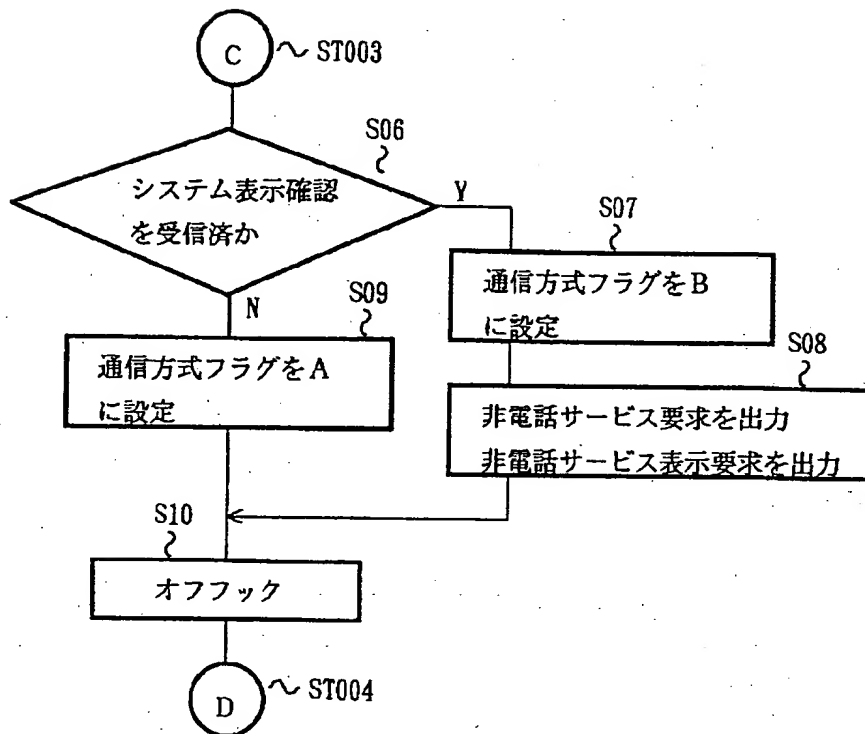 C
ST003
S06
システム表示確認
を受信済か
Y
N
S07
通信方式フラグをB
に設定
S08
非電話サービス要求を出力
非電話サービス表示要求を出力
S09
通信方式フラグをA
に設定
S10
オフフック
D
ST004